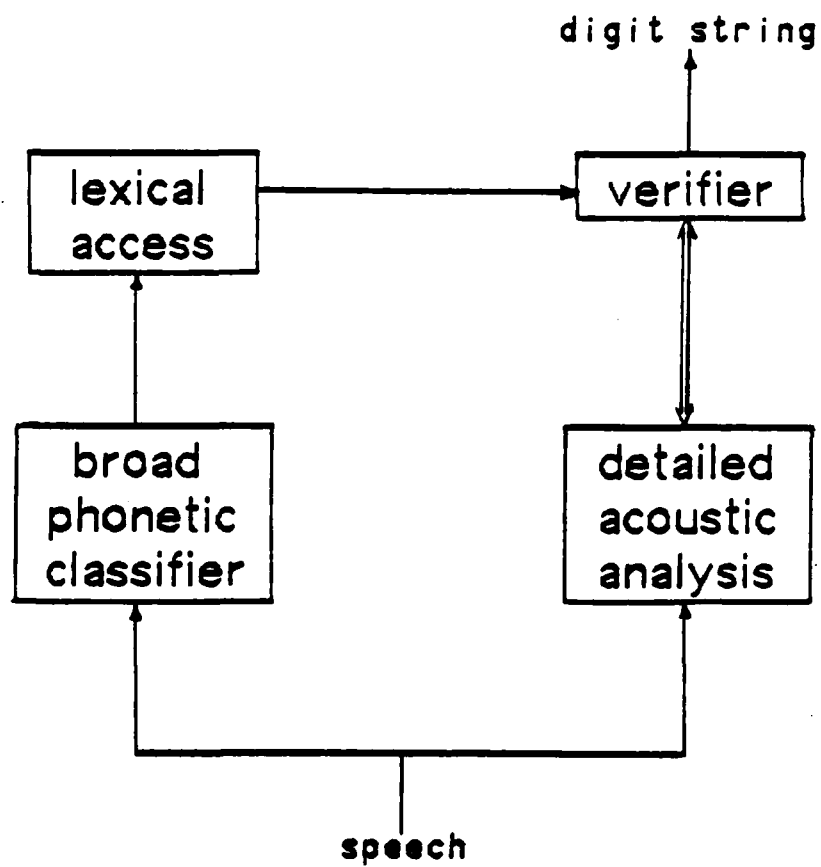 digit string
lexical
access
verifier
broad
phonetic
classifier
detailed
acoustic
analysis
speech